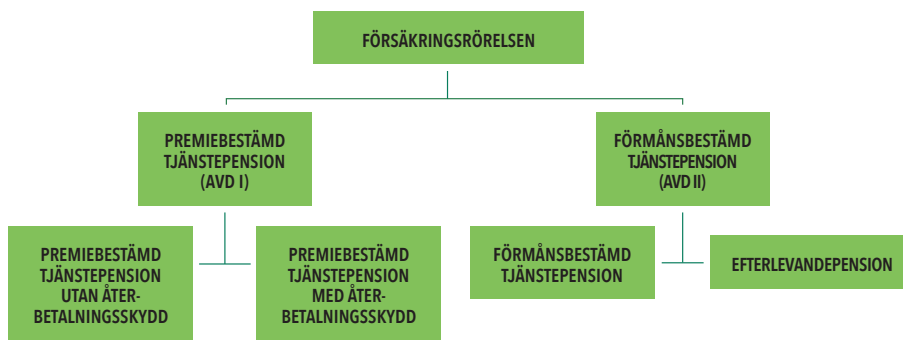 FÖRSÄKRINGSRÖRELSEN
PREMIEBESTÄMD
TJÄNSTEPENSION
(AVD I)
FÖRMÅNSBESTÄMD
TJÄNSTEPENSION
(AVD II)
PREMIEBESTÄMD
TJÄNSTEPENSION
UTAN ÅTER-
BETALNINGSSKYDD
PREMIEBESTÄMD
TJÄNSTEPENSION
MED ÅTER-
BETALNINGSSKYDD
FÖRMÅNSBESTÄMD
TJÄNSTEPENSION
EFTERLEVANDEPENSION